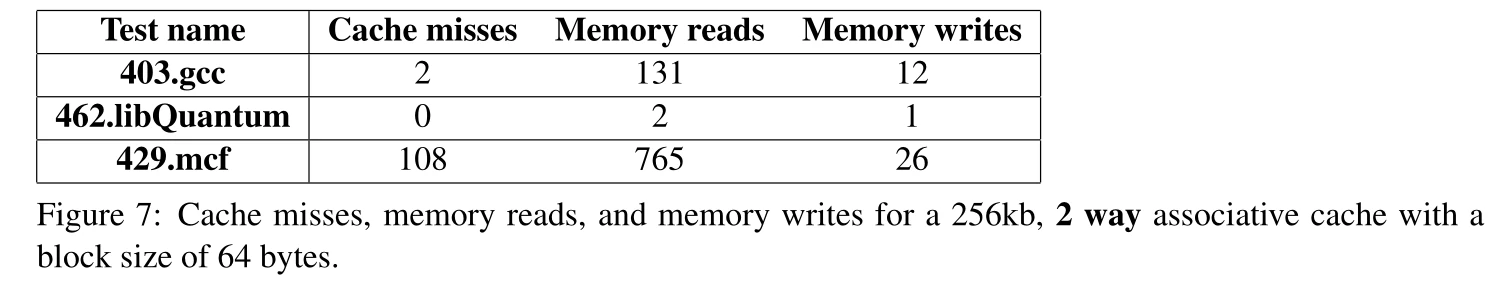 Test name Cache misses Memory reads Memory writes
403.gcc 2 131 12
462.libQuantum 0 2 1
429.mcf 108 765 26
Figure 7: Cache misses, memory reads, and memory writes for a 256kb, 2 way associative cache with a
block size of 64 bytes.